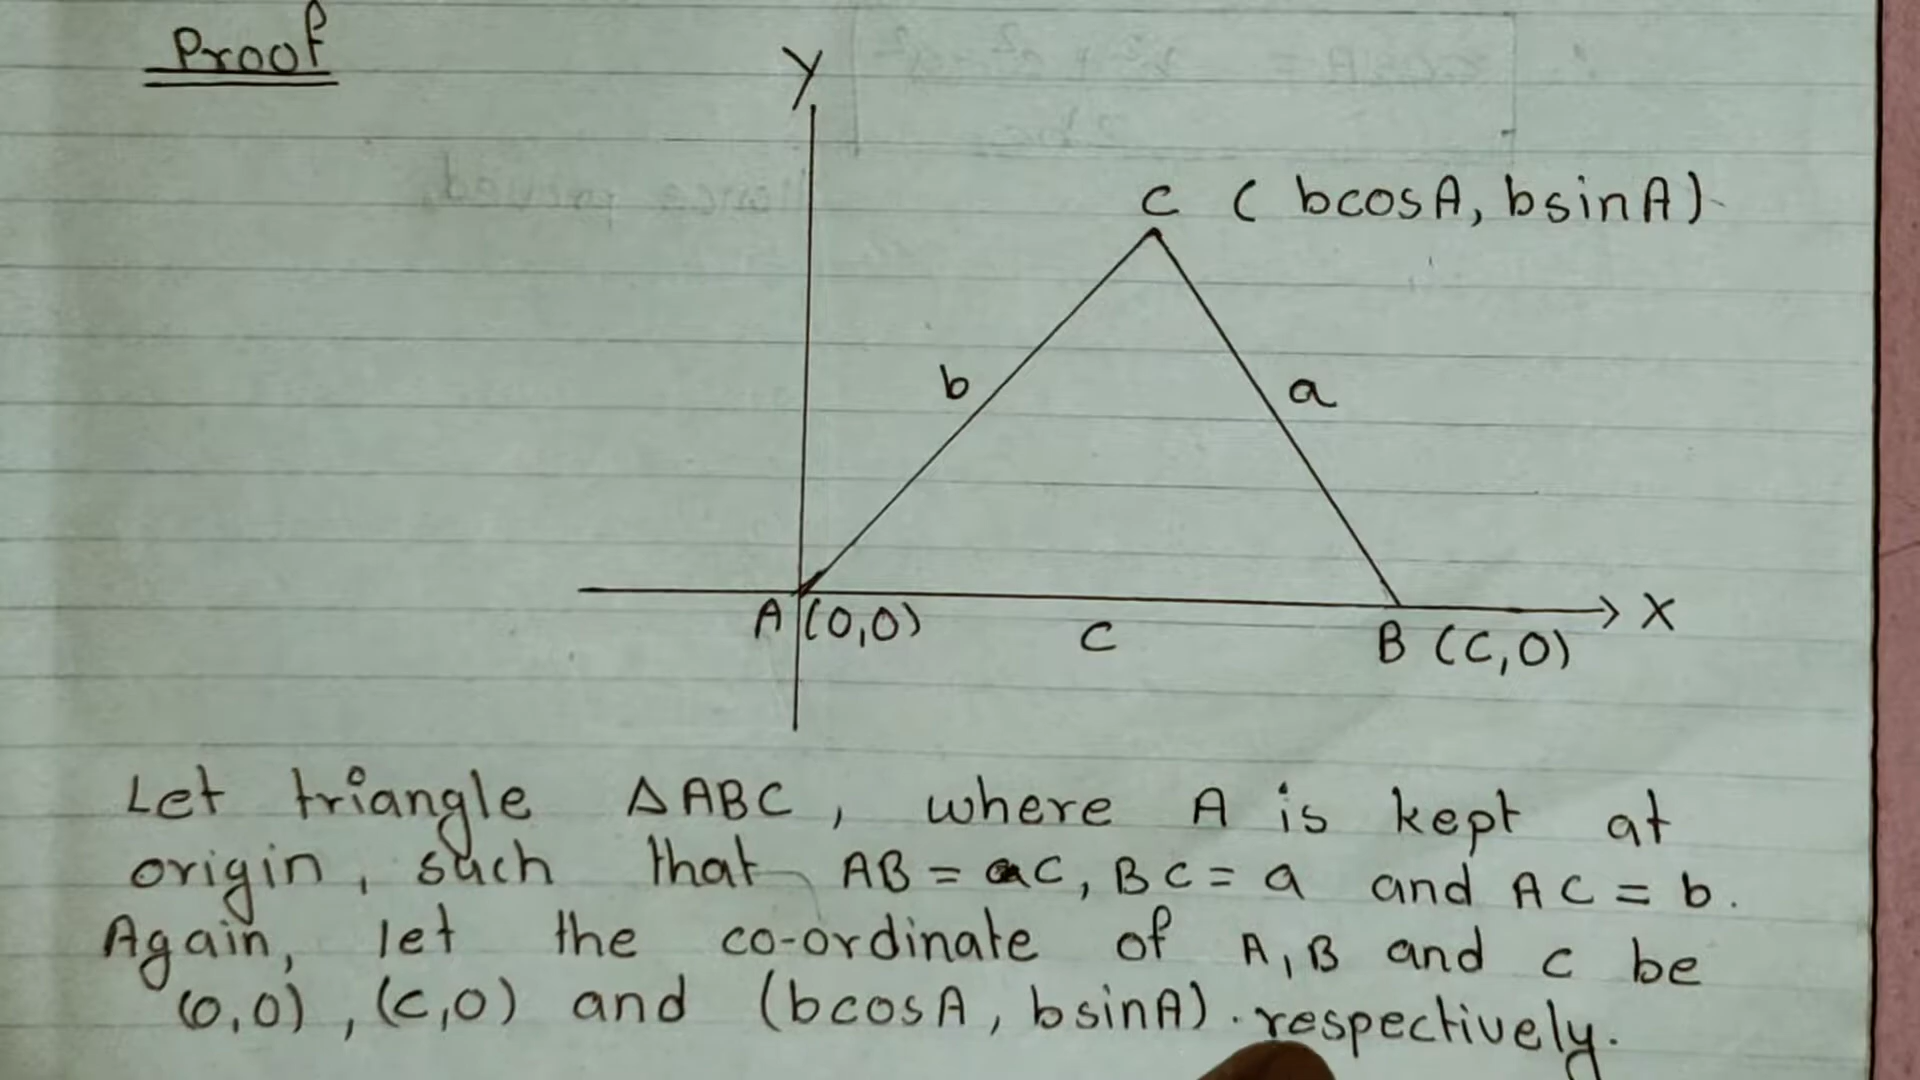 Proof
Y
C (bcosA, bsinA)
b
a
A (0,0)
c
B (c,0)
X
Let triangle ΔABC, where A is kept at
origin, such that AB = c, BC = a and AC = b.
Again, let the co-ordinate of A, B and C be
(0,0), (c,0) and (bcosA, bsinA). respectively.